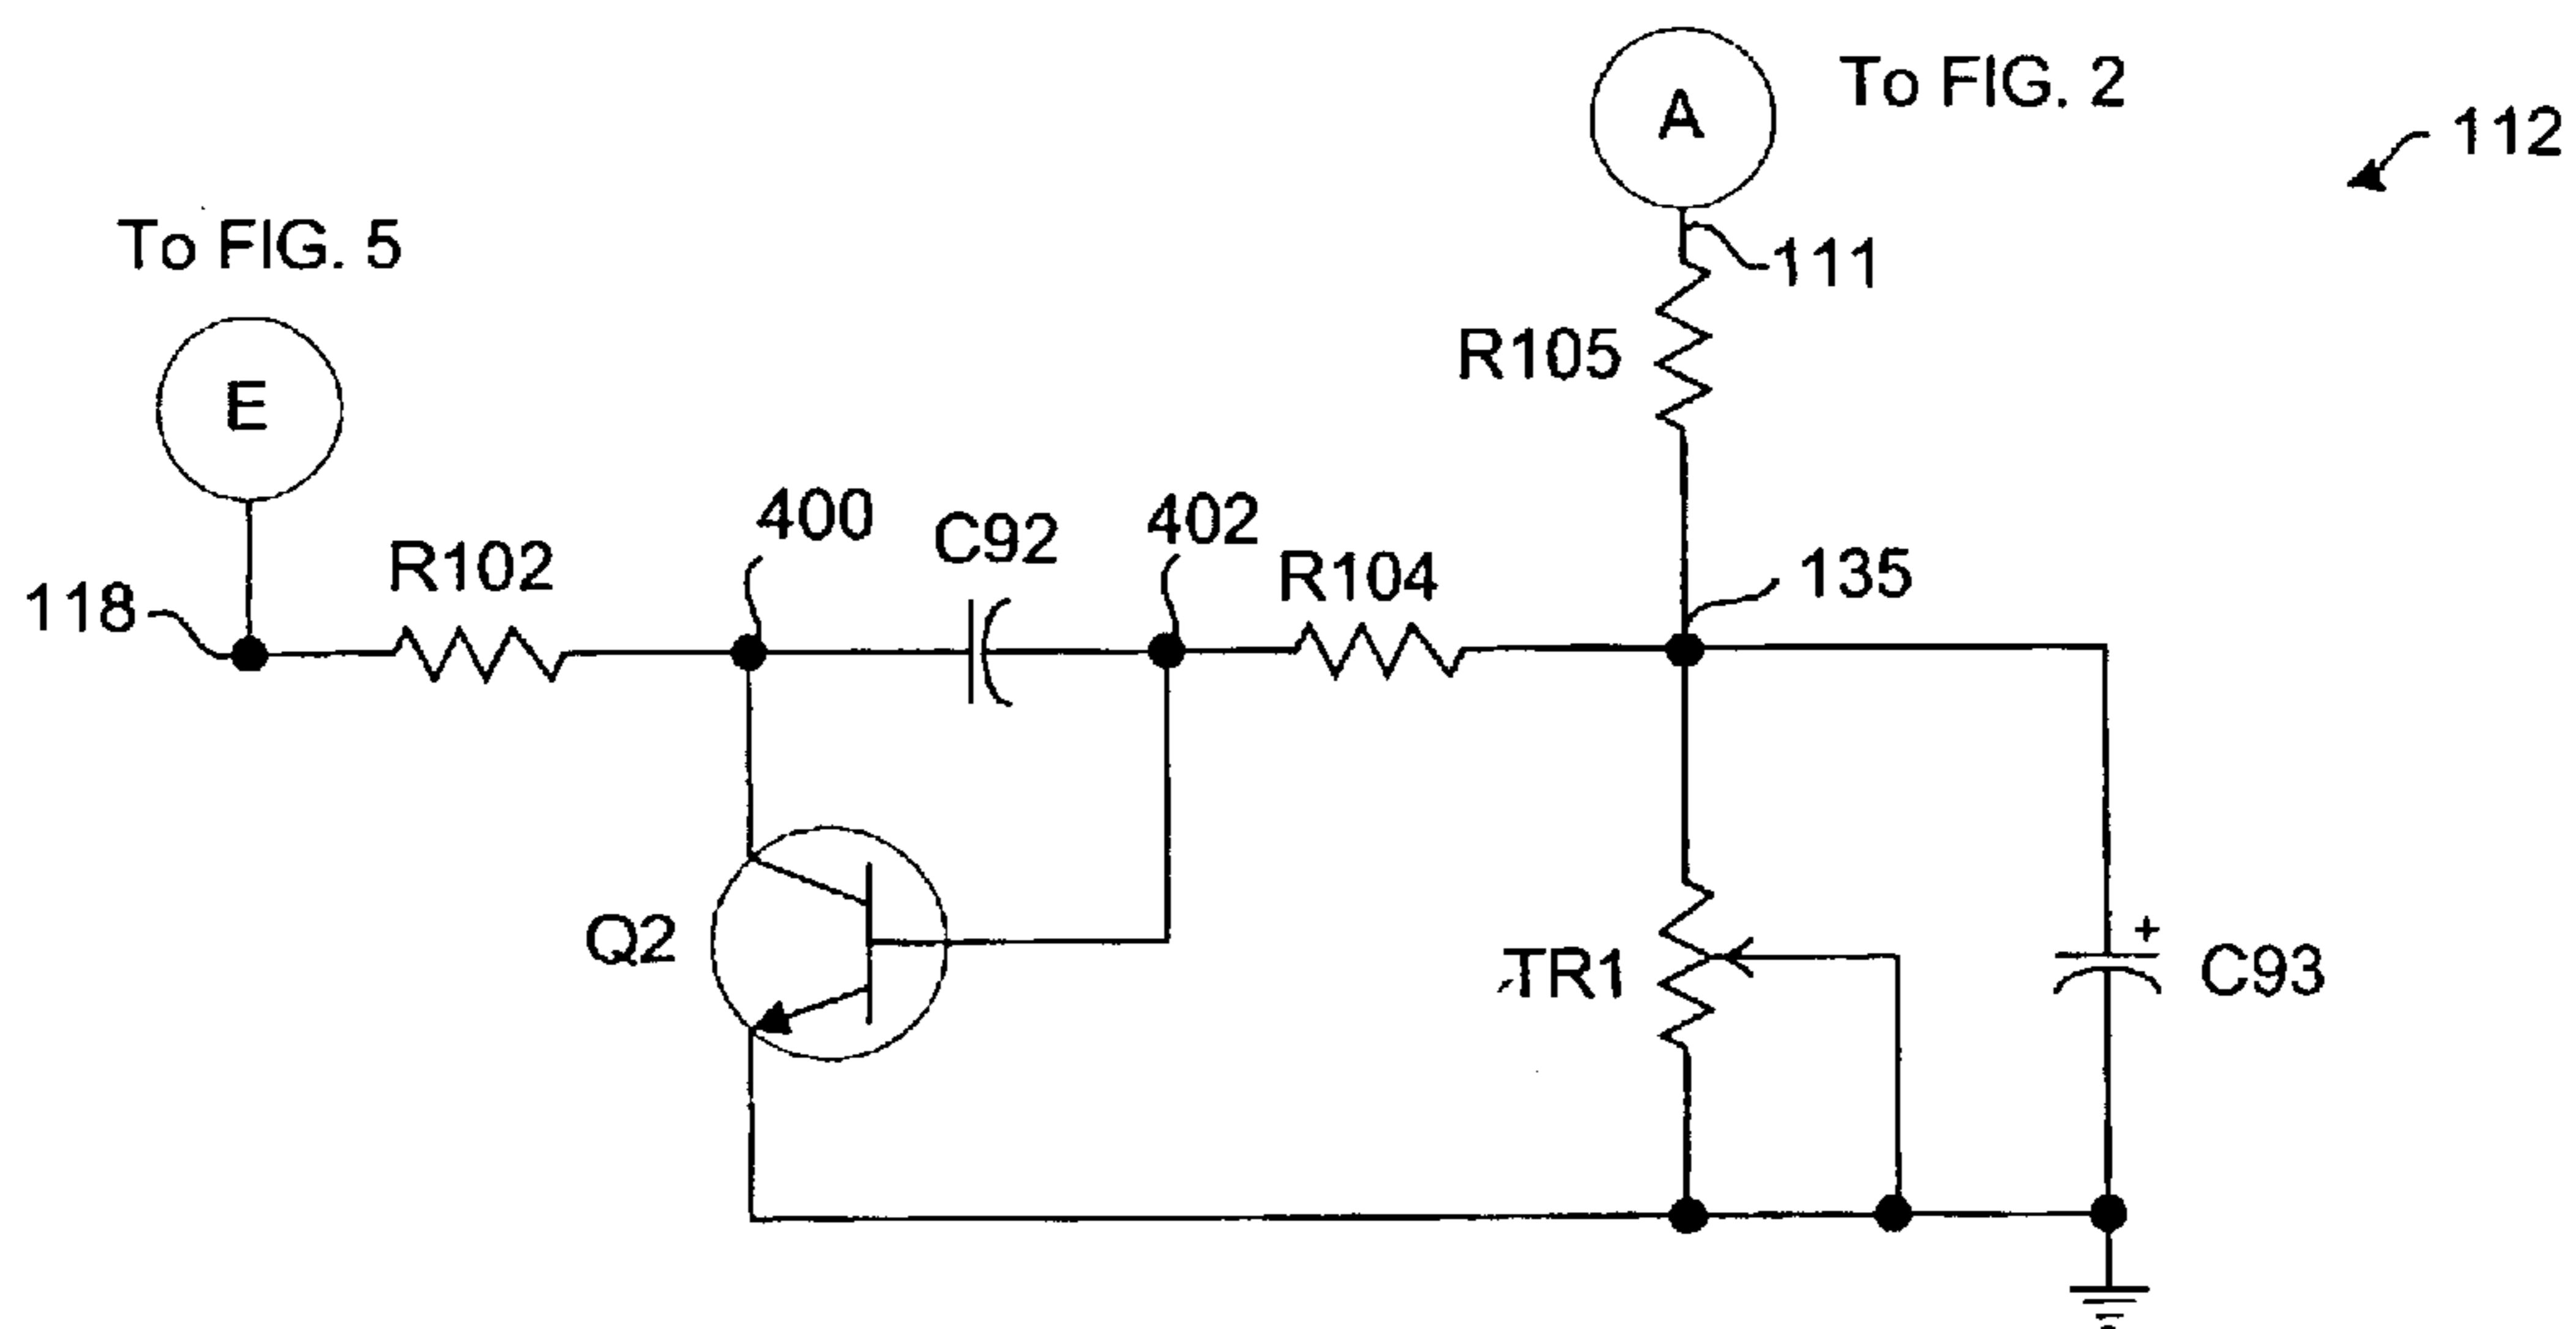 A
To FIG. 2
112
To FIG. 5
111
R105
E
400
C92
402
R102
R104
135
118
Q2
TR1
+
C93